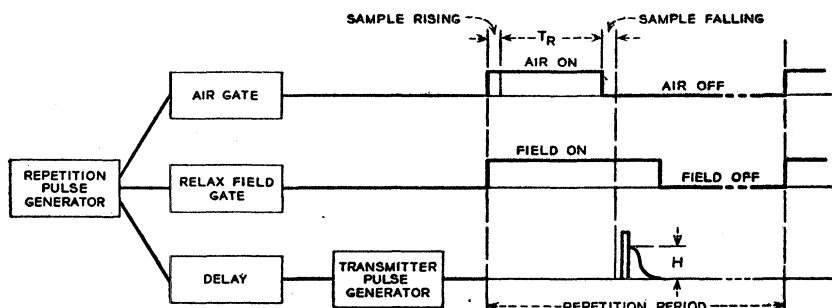 SAMPLE RISING
SAMPLE FALLING
TR
AIR ON
AIR GATE
AIR OFF
FIELD ON
REPETITION
PULSE
GENERATOR
RELAX FIELD
GATE
FIELD OFF
H
DELAY
TRANSMITTER
PULSE
GENERATOR
REPETITION PERIOD